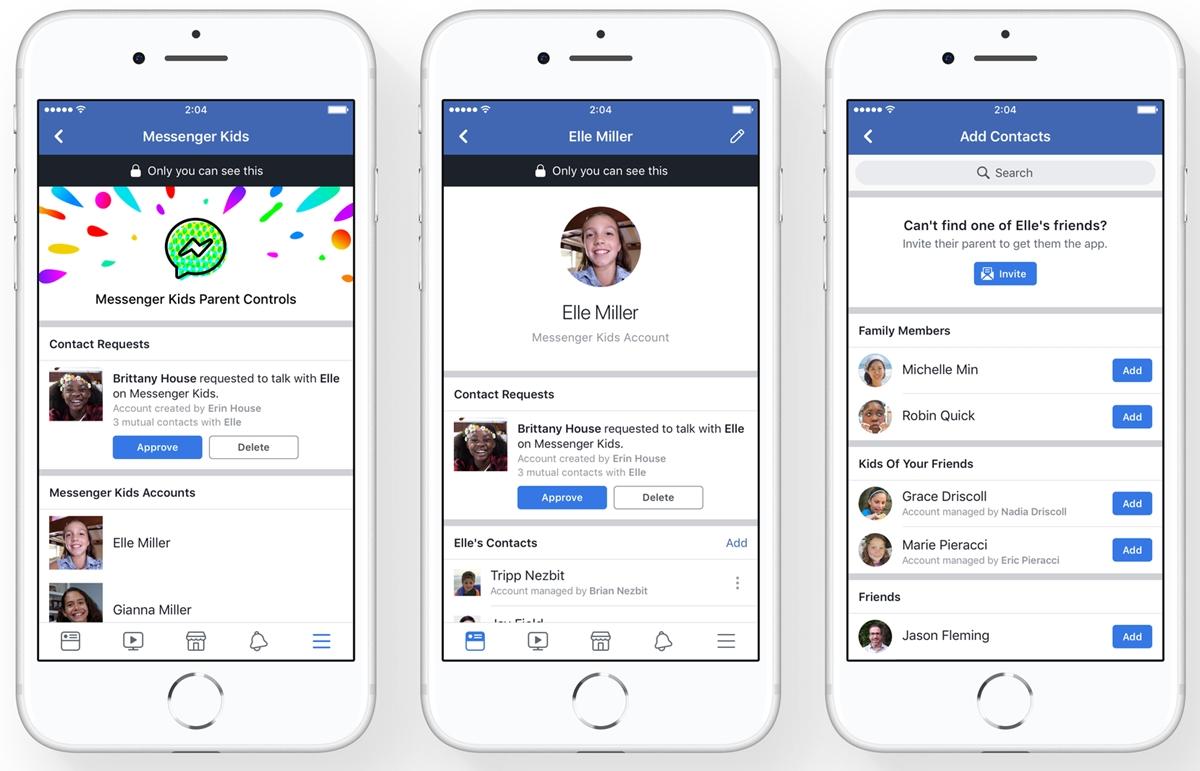 2:04
Messenger Kids
Only you can see this
Messenger Kids Parent Controls
Contact Requests
Brittany House requested to talk with Elle
on Messenger Kids.
Account created by Erin House
3 mutual contacts with Elle
Approve Delete
Messenger Kids Accounts
Elle Miller
Gianna Miller
2:04
Elle Miller
Only you can see this
Elle Miller
Messenger Kids Account
Contact Requests
Brittany House requested to talk with Elle
on Messenger Kids.
Account created by Erin House
3 mutual contacts with Elle
Approve Delete
Elle's Contacts Add
Tripp Nezbit
Account managed by Brian Nezbit
2:04
Add Contacts
Search
Can't find one of Elle's friends?
Invite their parent to get them the app.
Invite
Family Members
Michelle Min Add
Robin Quick Add
Kids Of Your Friends
Grace Driscoll
Account managed by Nadia Driscoll
Add
Marie Pieracci
Account managed by Eric Pieracci
Add
Friends
Jason Fleming Add